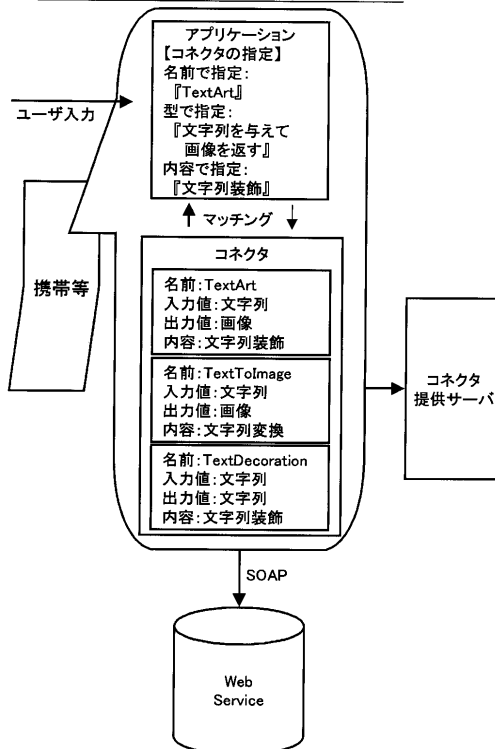 アプリケーション
【コネクタの指定】
名前で指定:
『TextArt』
型で指定:
『文字列を与えて
画像を返す』
内容で指定:
『文字列装飾』
ユーザ入力
マッチング
携帯等
コネクタ
名前:TextArt
入力値:文字列
出力値:画像
内容:文字列装飾
名前:TextToImage
入力値:文字列
出力値:画像
内容:文字列変換
名前:TextDecoration
入力値:文字列
出力値:文字列
内容:文字列装飾
コネクタ
提供サーバ
SOAP
Web
Service